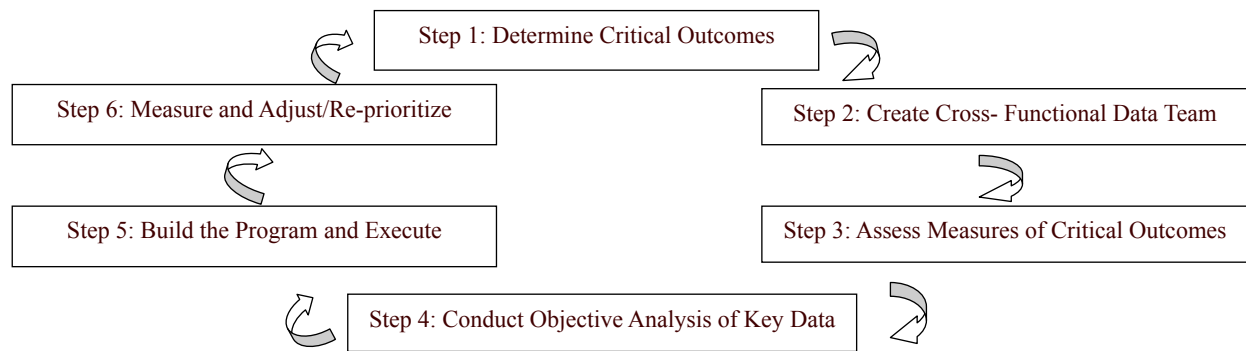 Step 1: Determine Critical Outcomes
Step 2: Create Cross- Functional Data Team
Step 3: Assess Measures of Critical Outcomes
Step 4: Conduct Objective Analysis of Key Data
Step 5: Build the Program and Execute
Step 6: Measure and Adjust/Re-prioritize